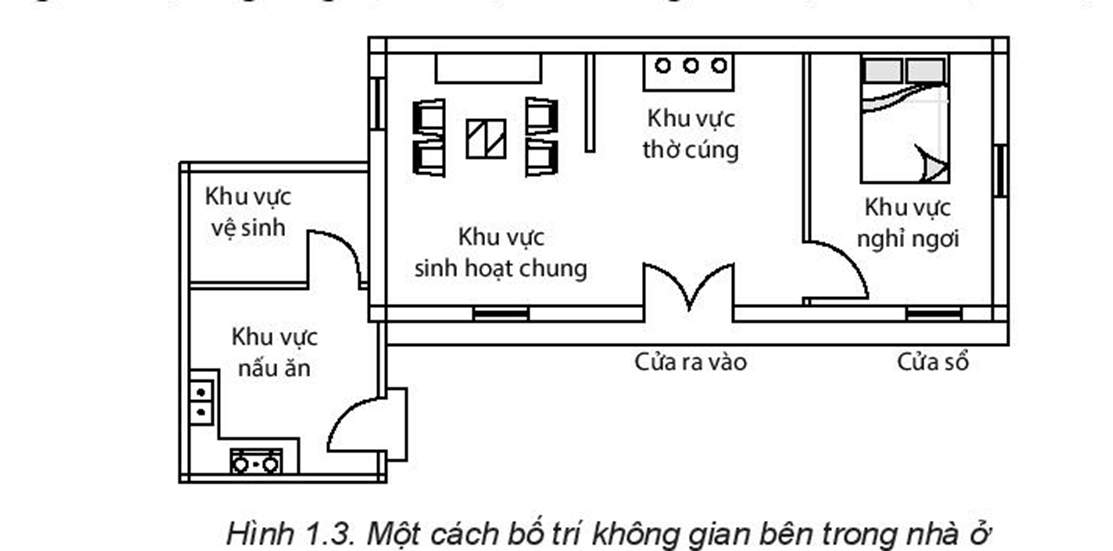 Khu vực
thờ cúng
Khu vực
vệ sinh
Khu vực
nghỉ ngơi
Khu vực
sinh hoạt chung
Khu vực
nấu ăn
Cửa ra vào
Cửa sổ
Hình 1.3. Một cách bố trí không gian bên trong nhà ở